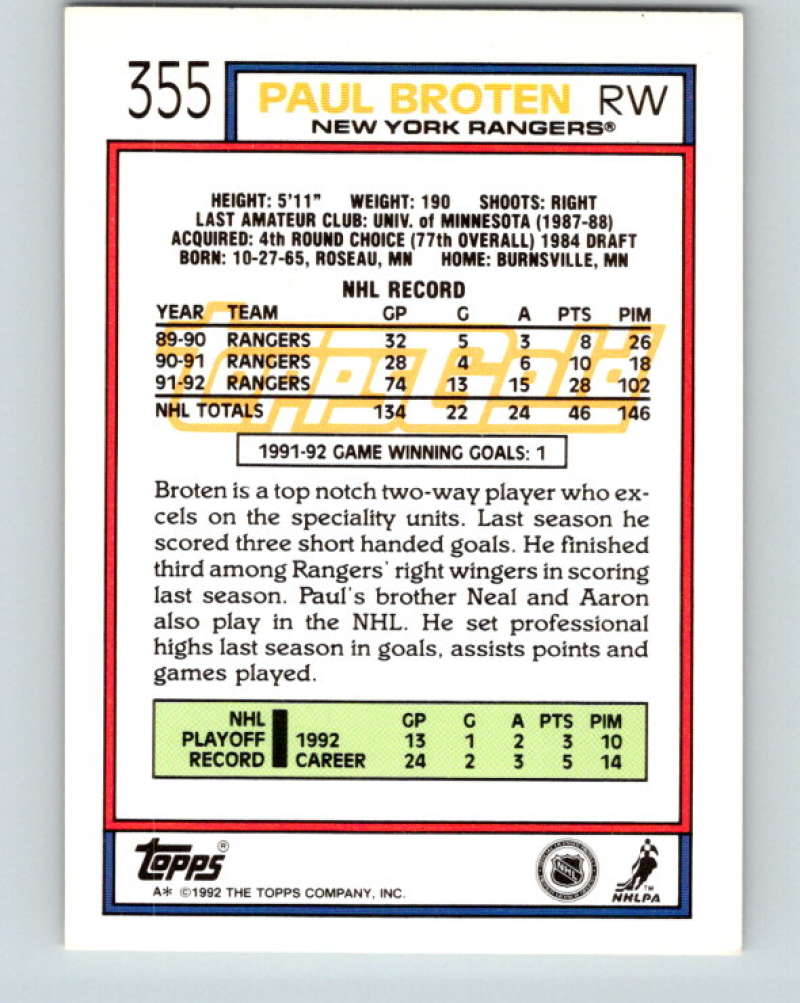 355
PAUL BROTEN RW
NEW YORK RANGERS®
HEIGHT: 5'11" WEIGHT: 190 SHOOTS: RIGHT
LAST AMATEUR CLUB: UNIV. of MINNESOTA (1987-88)
ACQUIRED: 4th ROUND CHOICE (77th OVERALL) 1984 DRAFT
BORN: 10-27-65, ROSEAU, MN HOME: BURNSVILLE, MN
NHL RECORD
YEAR TEAM GP G A PTS PIM
89-90 RANGERS 32 5 3 8 26
90-91 RANGERS 28 4 6 10 18
91-92 RANGERS 74 13 15 28 102
NHL TOTALS 134 22 24 46 146
ToppsGold
1991-92 GAME WINNING GOALS: 1
Broten is a top notch two-way player who ex-
cels on the speciality units. Last season he
scored three short handed goals. He finished
third among Rangers' right wingers in scoring
last season. Paul's brother Neal and Aaron
also play in the NHL. He set professional
highs last season in goals, assists points and
games played.
NHL GP G A PTS PIM
PLAYOFF 1992 13 1 2 3 10
RECORD CAREER 24 2 3 5 14
TOPPS®
A* ©1992 THE TOPPS COMPANY, INC.
NHL
TM
NHLPA